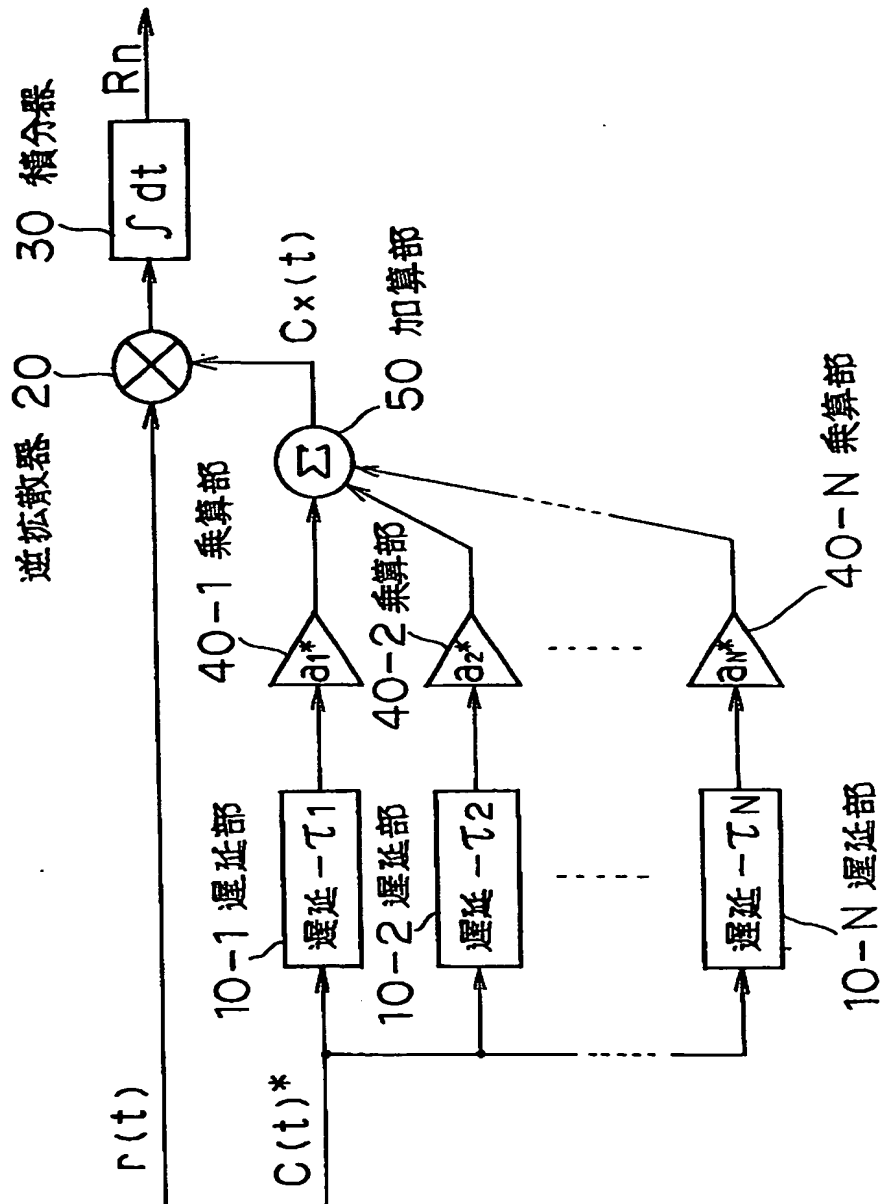 r(t)
逆拡散器 20
30 積分器
∫dt
Rn
C(t)*
10-1 遅延部
遅延-τ1
40-1 乗算部
a1*
Σ
50 加算部
Cx(t)
10-2 遅延部
遅延-τ2
40-2 乗算部
a2*
10-N 遅延部
遅延-τN
40-N 乗算部
aN*